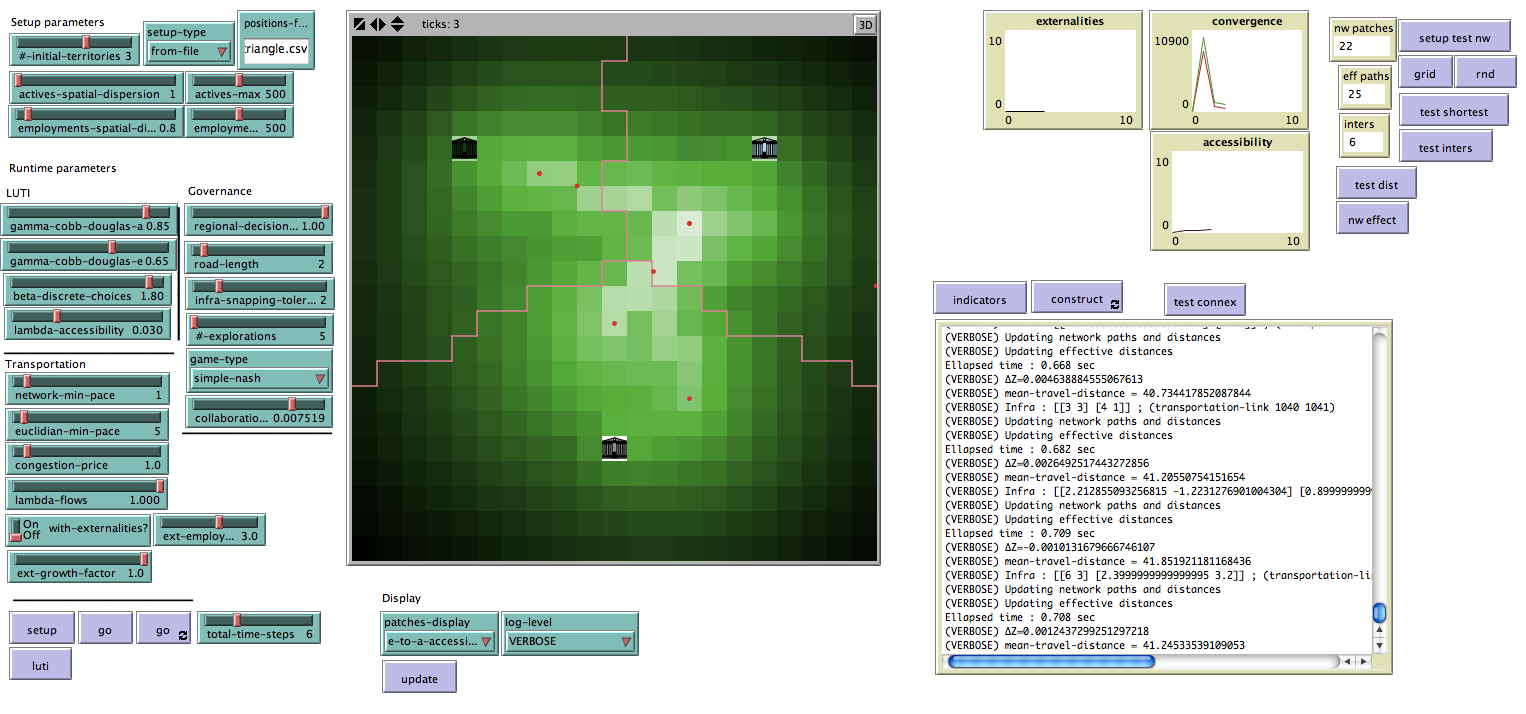 Setup parameters
#-initial-territories 3
setup-type
from-file
positions-f...
triangle.csv
actives-spatial-dispersion 1
actives-max 500
employments-spatial-di... 0.8
employme... 500
Runtime parameters
LUTI
gamma-cobb-douglas-a 0.85
gamma-cobb-douglas-e 0.65
beta-discrete-choices 1.80
lambda-accessibility 0.030
Governance
regional-decision... 1.00
road-length 2
infra-snapping-toler... 2
#-explorations 5
game-type
simple-nash
collaboratio... 0.007519
Transportation
network-min-pace 1
euclidian-min-pace 5
congestion-price 1.0
lambda-flows 1.000
On
Off
with-externalities?
ext-employ... 3.0
ext-growth-factor 1.0
setup
go
go
total-time-steps 6
luti
ticks: 3
3D
Display
patches-display
e-to-a-accessi...
log-level
VERBOSE
update
externalities
10
0
0
10
convergence
10900
0
0
10
accessibility
10
0
0
10
nw patches
22
eff paths
25
inters
6
setup test nw
grid
rnd
test shortest
test inters
test dist
nw effect
indicators
construct
test connex
(VERBOSE) Updating network paths and distances
(VERBOSE) Updating effective distances
Ellapsed time : 0.668 sec
(VERBOSE) ΔZ=0.004638884555067613
(VERBOSE) mean-travel-distance = 40.734417852087844
(VERBOSE) Infra : [[3 3] [4 1]] ; (transportation-link 1040 1041)
(VERBOSE) Updating network paths and distances
(VERBOSE) Updating effective distances
Ellapsed time : 0.682 sec
(VERBOSE) ΔZ=0.0026492517443272856
(VERBOSE) mean-travel-distance = 41.20550754151654
(VERBOSE) Infra : [[2.212855093256815 -1.2231276901004304] [0.8999999999
(VERBOSE) Updating network paths and distances
(VERBOSE) Updating effective distances
Ellapsed time : 0.709 sec
(VERBOSE) ΔZ=-0.0010131679666746107
(VERBOSE) mean-travel-distance = 41.851921181168436
(VERBOSE) Infra : [[6 3] [2.3999999999999995 3.2]] ; (transportation-li
(VERBOSE) Updating network paths and distances
(VERBOSE) Updating effective distances
Ellapsed time : 0.708 sec
(VERBOSE) ΔZ=0.0012437299251297218
(VERBOSE) mean-travel-distance = 41.24533539109053